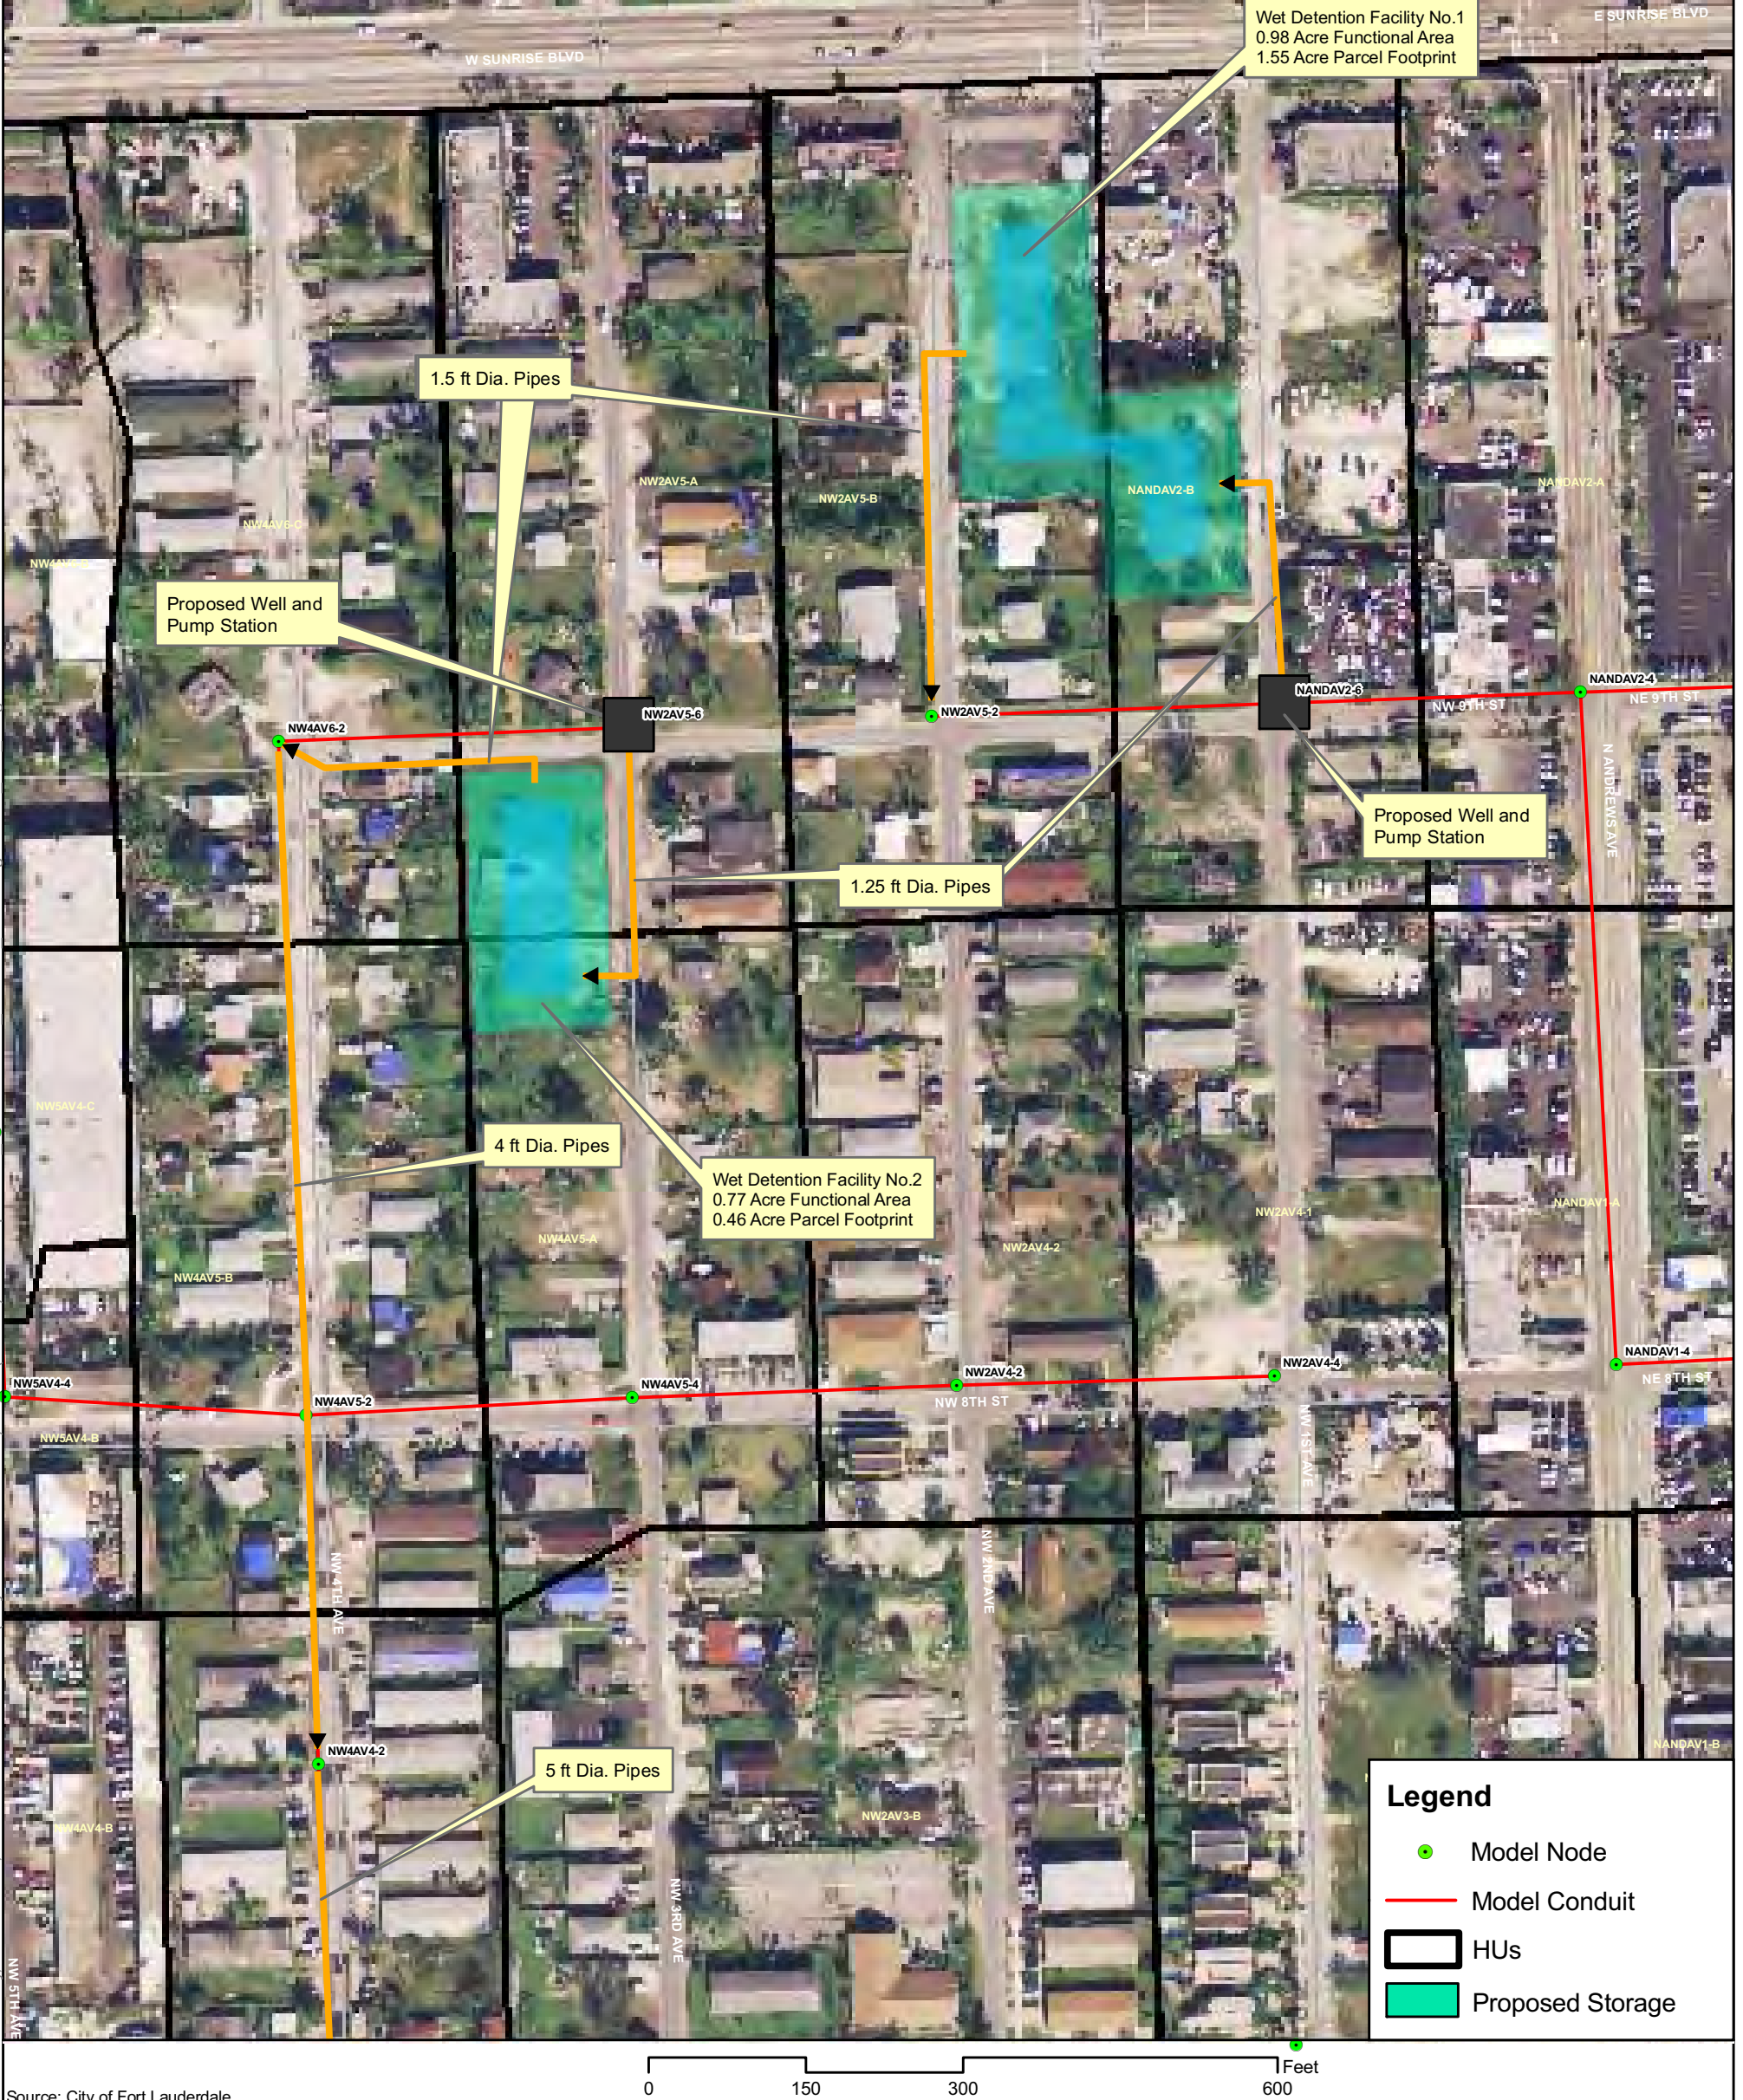 E SUNRISE BLVD
W SUNRISE BLVD
Wet Detention Facility No.1
0.98 Acre Functional Area
1.55 Acre Parcel Footprint
1.5 ft Dia. Pipes
NW2AV5-A
NW2AV5-B
NANDAV2-B
NANDAV2-A
NW4AV6-C
Proposed Well and
Pump Station
NW4AV6-2
NW2AV5-6
NW2AV5-2
NANDAV2-6
NANDAV2-4
NW 9TH ST
NE 9TH ST
N ANDREWS AVE
Proposed Well and
Pump Station
1.25 ft Dia. Pipes
NW5AV4-C
4 ft Dia. Pipes
Wet Detention Facility No.2
0.77 Acre Functional Area
0.46 Acre Parcel Footprint
NW4AV5-A
NW4AV5-B
NW2AV4-2
NW2AV4-1
NANDAV1-A
NW5AV4-4
NW4AV5-2
NW4AV5-4
NW2AV4-2
NW2AV4-4
NANDAV1-4
NW 8TH ST
NE 8TH ST
NW5AV4-B
NW 1ST AVE
NW 4TH AVE
NW 2ND AVE
NW4AV4-2
5 ft Dia. Pipes
NANDAV1-B
NW4AV4-B
NW2AV3-B
NW 3RD AVE
NW 5TH AVE
Legend
Model Node
Model Conduit
HUs
Proposed Storage
Feet
0 150 300 600
Source: City of Fort Lauderdale